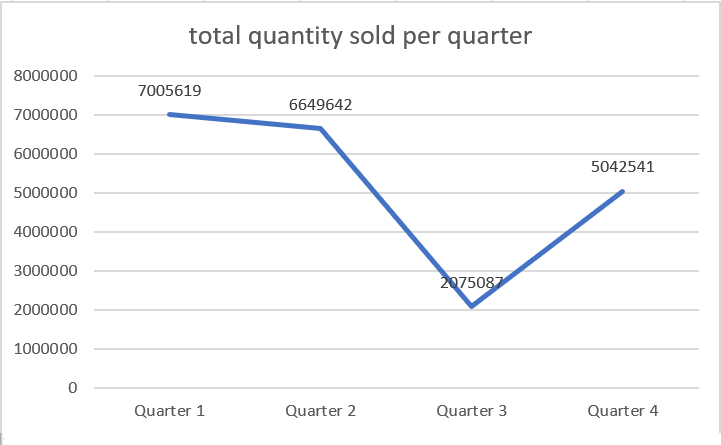 total quantity sold per quarter
8000000
7000000
6000000
5000000
4000000
3000000
2000000
1000000
0
7005619
6649642
2075087
5042541
Quarter 1
Quarter 2
Quarter 3
Quarter 4